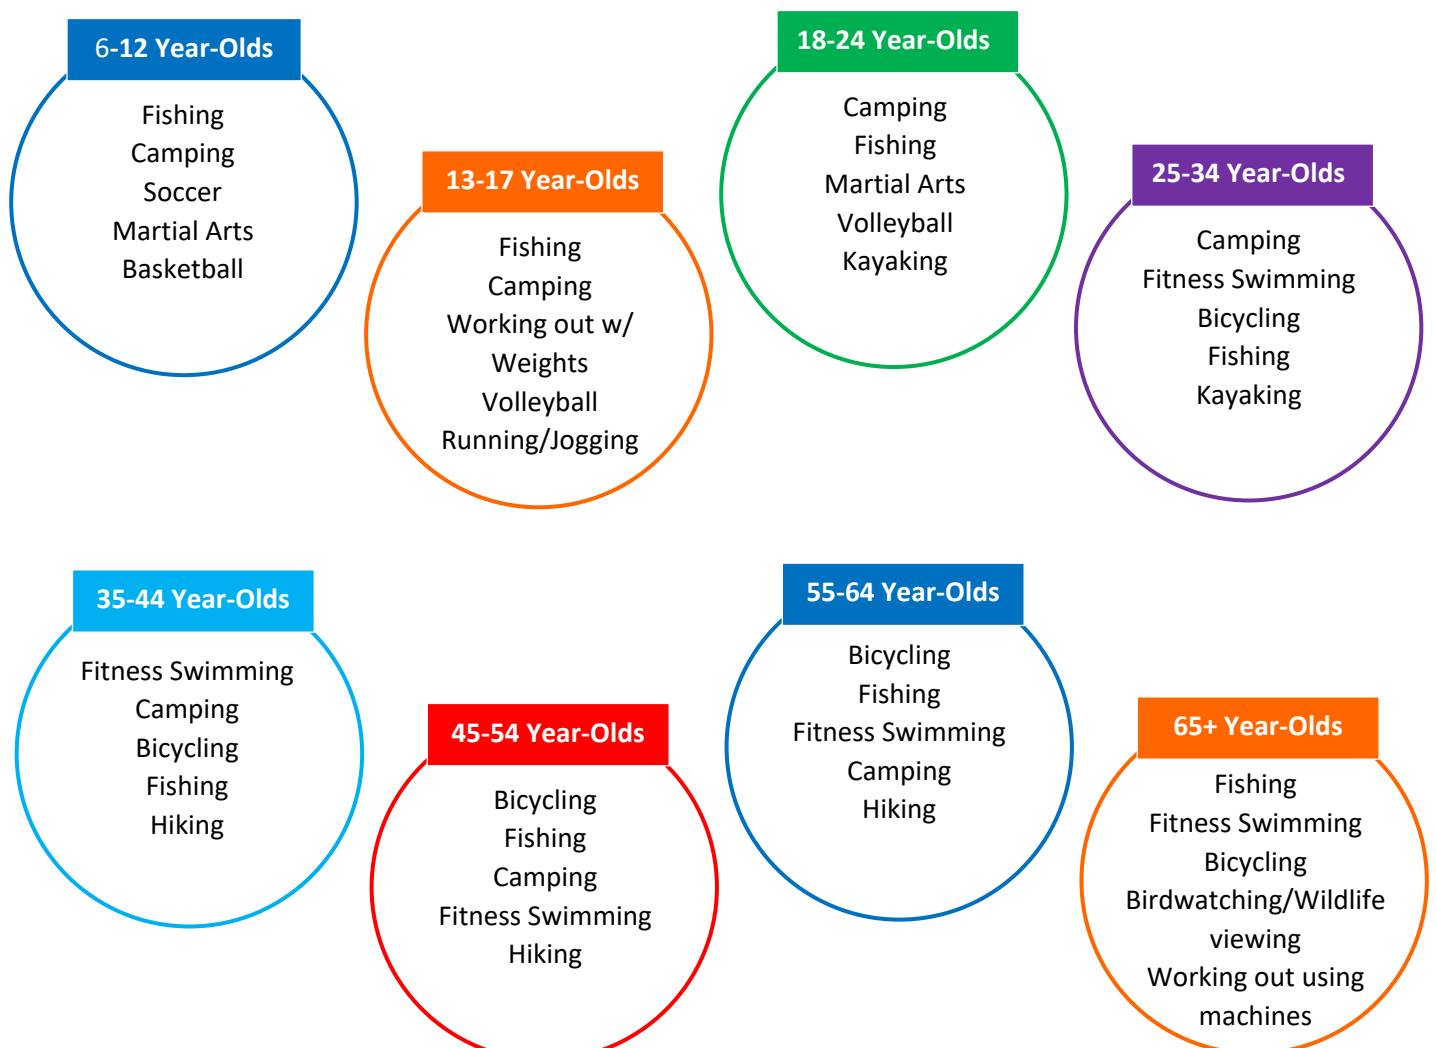 6-12 Year-Olds
Fishing
Camping
Soccer
Martial Arts
Basketball
13-17 Year-Olds
Fishing
Camping
Working out w/
Weights
Volleyball
Running/Jogging
18-24 Year-Olds
Camping
Fishing
Martial Arts
Volleyball
Kayaking
25-34 Year-Olds
Camping
Fitness Swimming
Bicycling
Fishing
Kayaking
35-44 Year-Olds
Fitness Swimming
Camping
Bicycling
Fishing
Hiking
45-54 Year-Olds
Bicycling
Fishing
Camping
Fitness Swimming
Hiking
55-64 Year-Olds
Bicycling
Fishing
Fitness Swimming
Camping
Hiking
65+ Year-Olds
Fishing
Fitness Swimming
Bicycling
Birdwatching/Wildlife
viewing
Working out using
machines